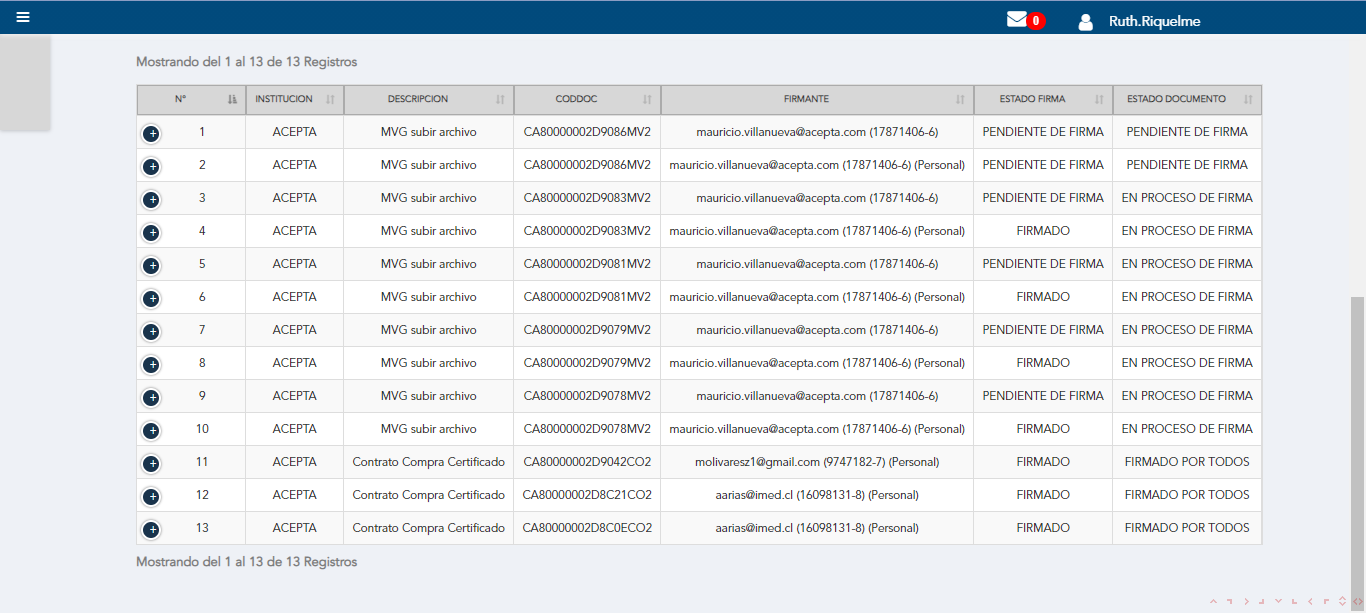 0 Ruth.Riquelme
Mostrando del 1 al 13 de 13 Registros
N° INSTITUCION DESCRIPCION CODDOC FIRMANTE ESTADO FIRMA ESTADO DOCUMENTO
+ 1 ACEPTA MVG subir archivo CA80000002D9086MV2 mauricio.villanueva@acepta.com (17871406-6) PENDIENTE DE FIRMA PENDIENTE DE FIRMA
+ 2 ACEPTA MVG subir archivo CA80000002D9086MV2 mauricio.villanueva@acepta.com (17871406-6) (Personal) PENDIENTE DE FIRMA PENDIENTE DE FIRMA
+ 3 ACEPTA MVG subir archivo CA80000002D9083MV2 mauricio.villanueva@acepta.com (17871406-6) PENDIENTE DE FIRMA EN PROCESO DE FIRMA
+ 4 ACEPTA MVG subir archivo CA80000002D9083MV2 mauricio.villanueva@acepta.com (17871406-6) (Personal) FIRMADO EN PROCESO DE FIRMA
+ 5 ACEPTA MVG subir archivo CA80000002D9081MV2 mauricio.villanueva@acepta.com (17871406-6) PENDIENTE DE FIRMA EN PROCESO DE FIRMA
+ 6 ACEPTA MVG subir archivo CA80000002D9081MV2 mauricio.villanueva@acepta.com (17871406-6) (Personal) FIRMADO EN PROCESO DE FIRMA
+ 7 ACEPTA MVG subir archivo CA80000002D9079MV2 mauricio.villanueva@acepta.com (17871406-6) PENDIENTE DE FIRMA EN PROCESO DE FIRMA
+ 8 ACEPTA MVG subir archivo CA80000002D9079MV2 mauricio.villanueva@acepta.com (17871406-6) (Personal) FIRMADO EN PROCESO DE FIRMA
+ 9 ACEPTA MVG subir archivo CA80000002D9078MV2 mauricio.villanueva@acepta.com (17871406-6) PENDIENTE DE FIRMA EN PROCESO DE FIRMA
+ 10 ACEPTA MVG subir archivo CA80000002D9078MV2 mauricio.villanueva@acepta.com (17871406-6) (Personal) FIRMADO EN PROCESO DE FIRMA
+ 11 ACEPTA Contrato Compra Certificado CA80000002D9042CO2 molivaresz1@gmail.com (9747182-7) (Personal) FIRMADO FIRMADO POR TODOS
+ 12 ACEPTA Contrato Compra Certificado CA80000002D8C21CO2 aarias@imed.cl (16098131-8) (Personal) FIRMADO FIRMADO POR TODOS
+ 13 ACEPTA Contrato Compra Certificado CA80000002D8C0ECO2 aarias@imed.cl (16098131-8) (Personal) FIRMADO FIRMADO POR TODOS
Mostrando del 1 al 13 de 13 Registros